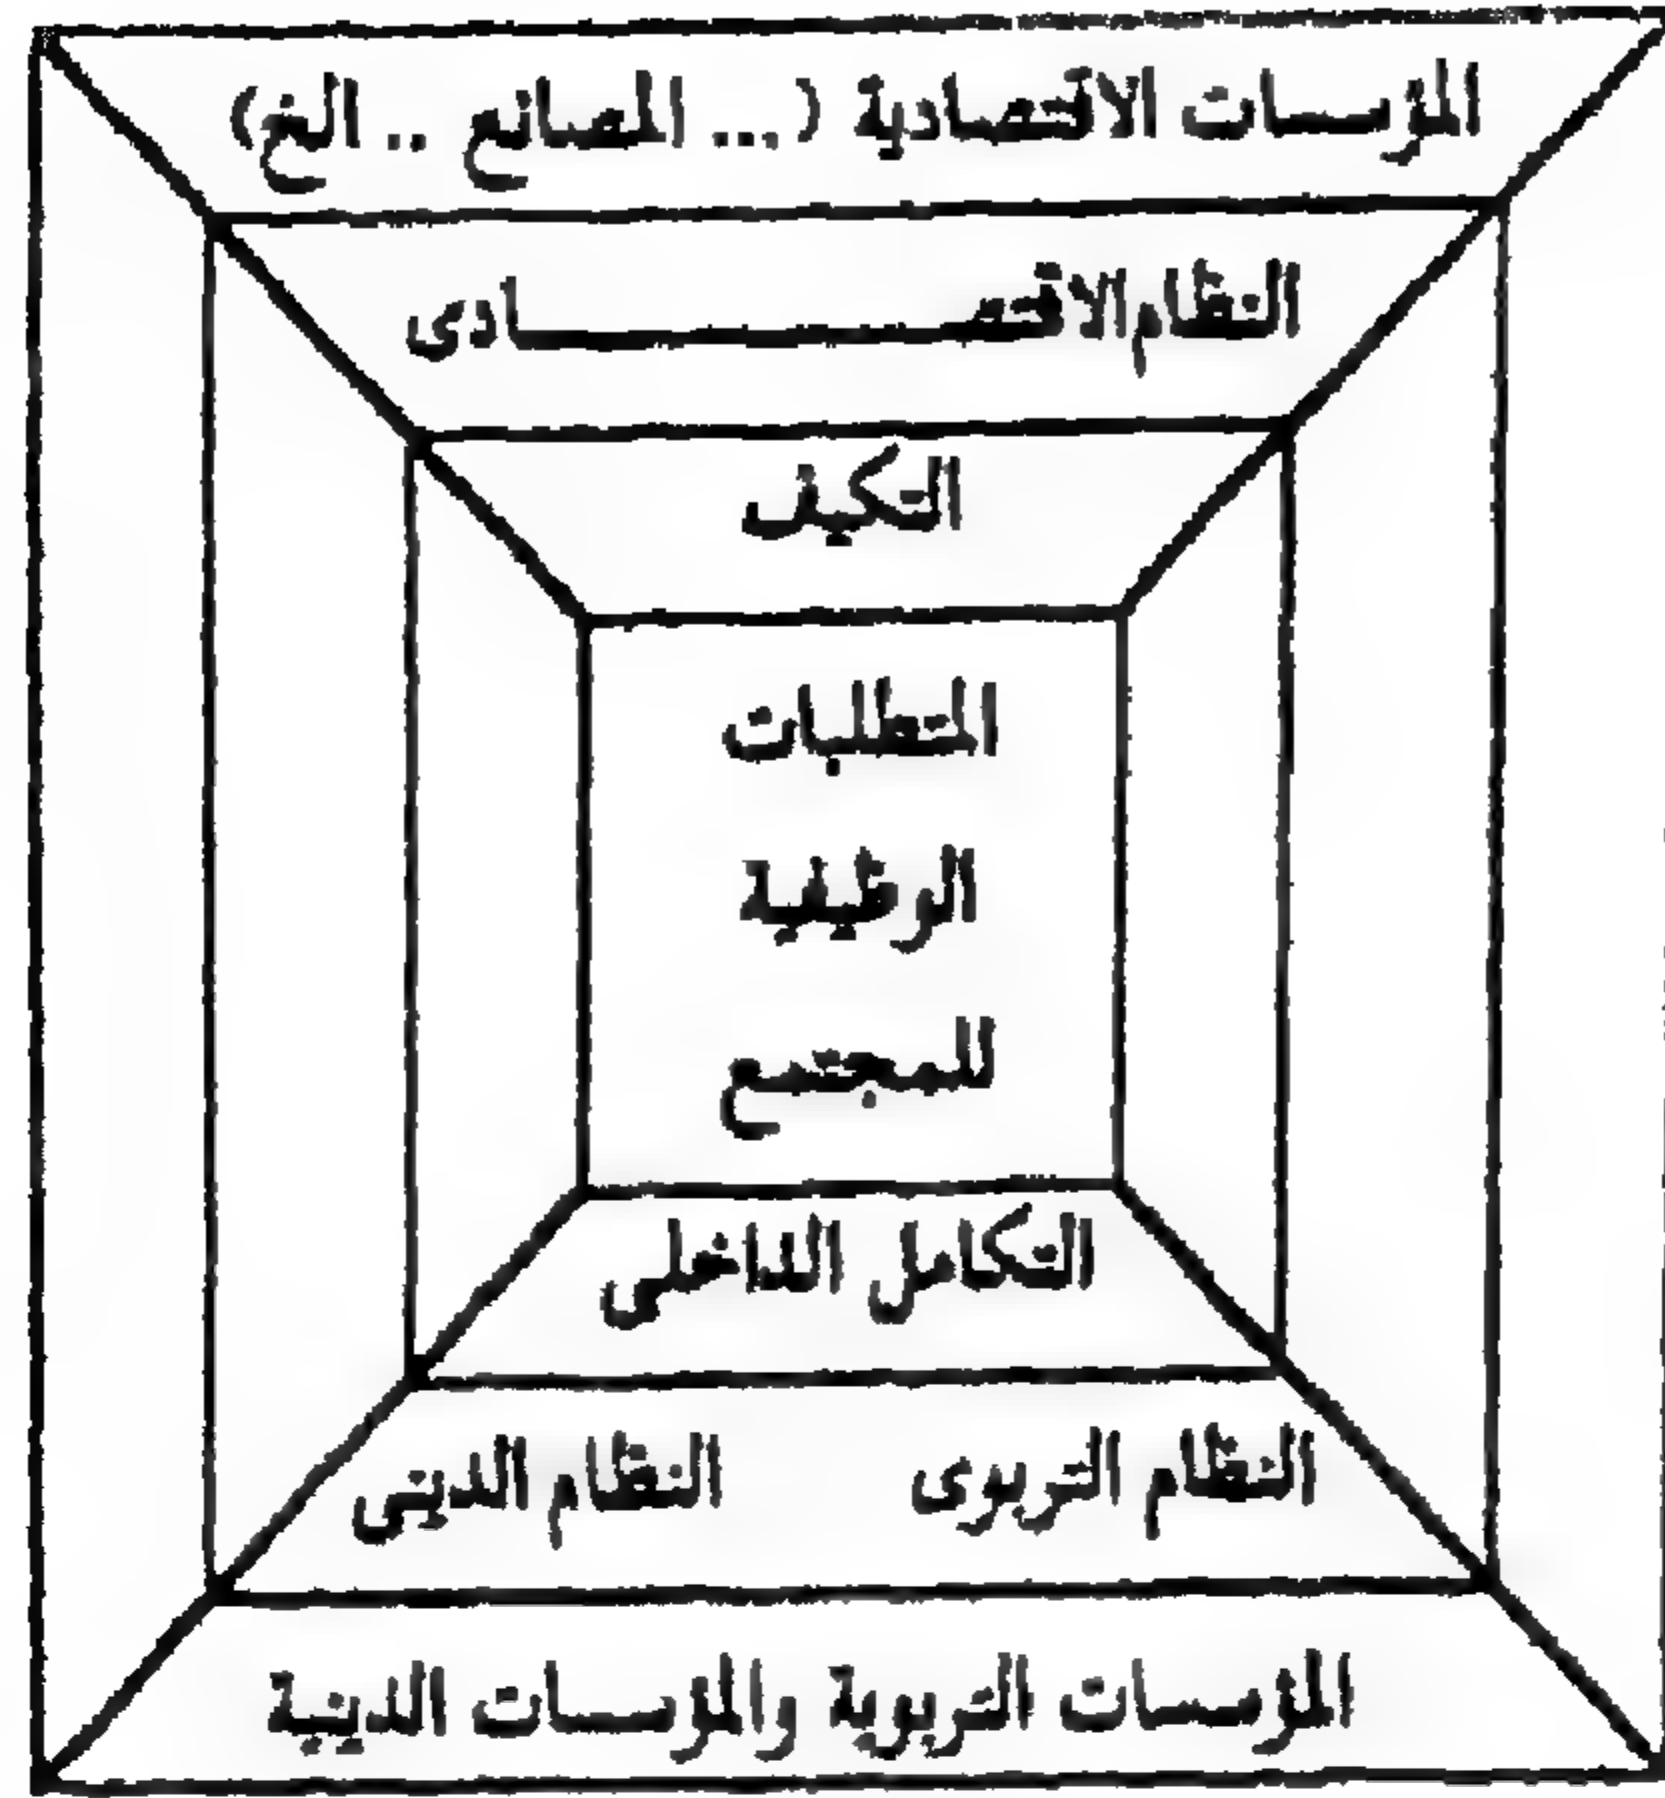 المؤسسات الاقتصادية (... المصانع .. الخ)
النظام الاقتصادى
التكيف
المتطلبات
الوظيفية
للمجتمع
التكامل الداخلى
النظام التربوى النظام الدينى
المؤسسات التربوية والمؤسسات الدينية